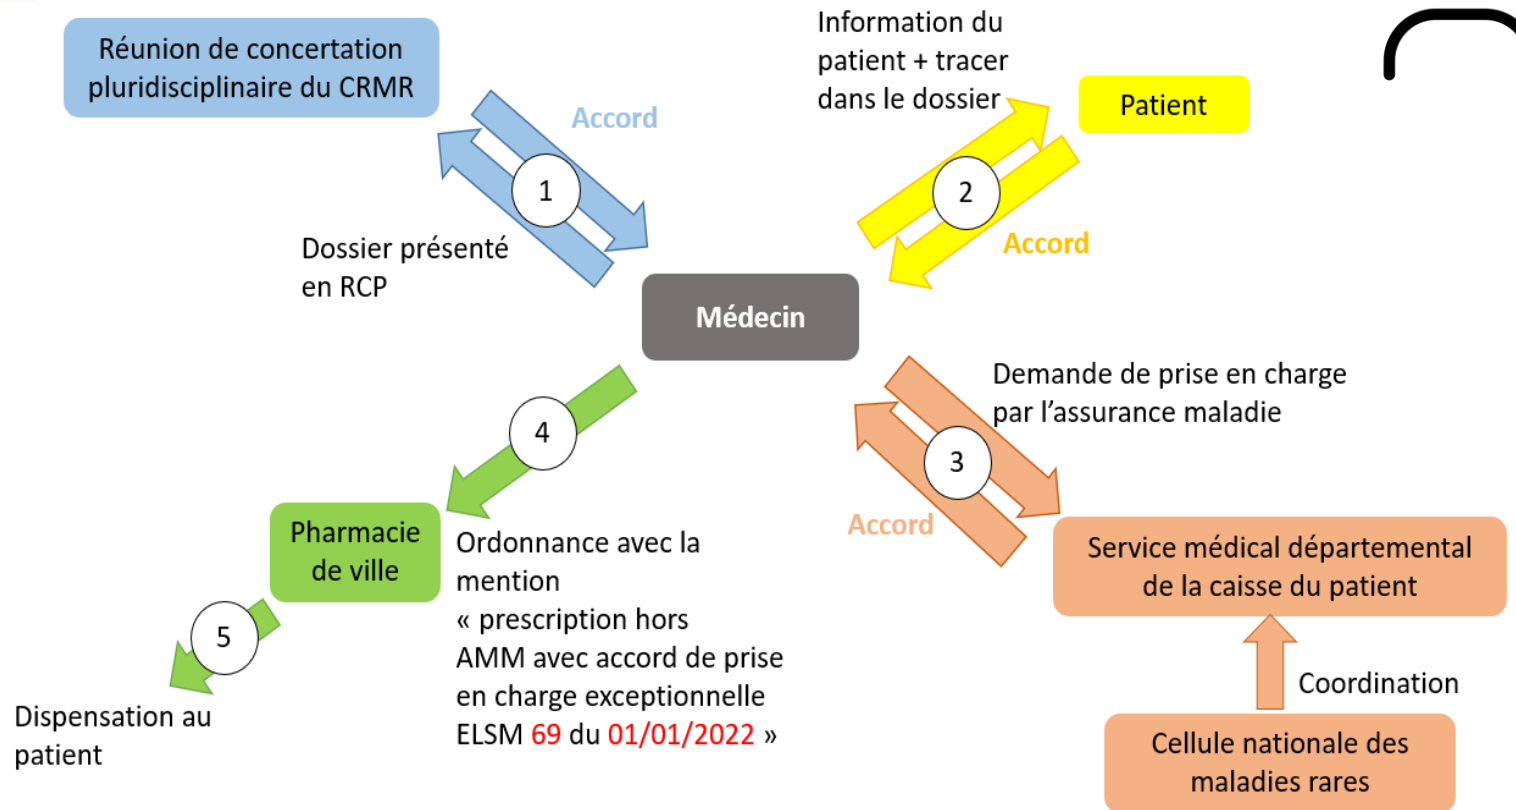 Réunion de concertation
pluridisciplinaire du CRMR
Accord
1
Dossier présenté
en RCP
Information du
patient + tracer
dans le dossier
Patient
2
Accord
Médecin
Demande de prise en charge
par l’assurance maladie
3
Accord
Service médical départemental
de la caisse du patient
Coordination
Cellule nationale des
maladies rares
4
Pharmacie
de ville
Ordonnance avec la
mention
« prescription hors
AMM avec accord de prise
en charge exceptionnelle
ELSM 69 du 01/01/2022 »
5
Dispensation au
patient